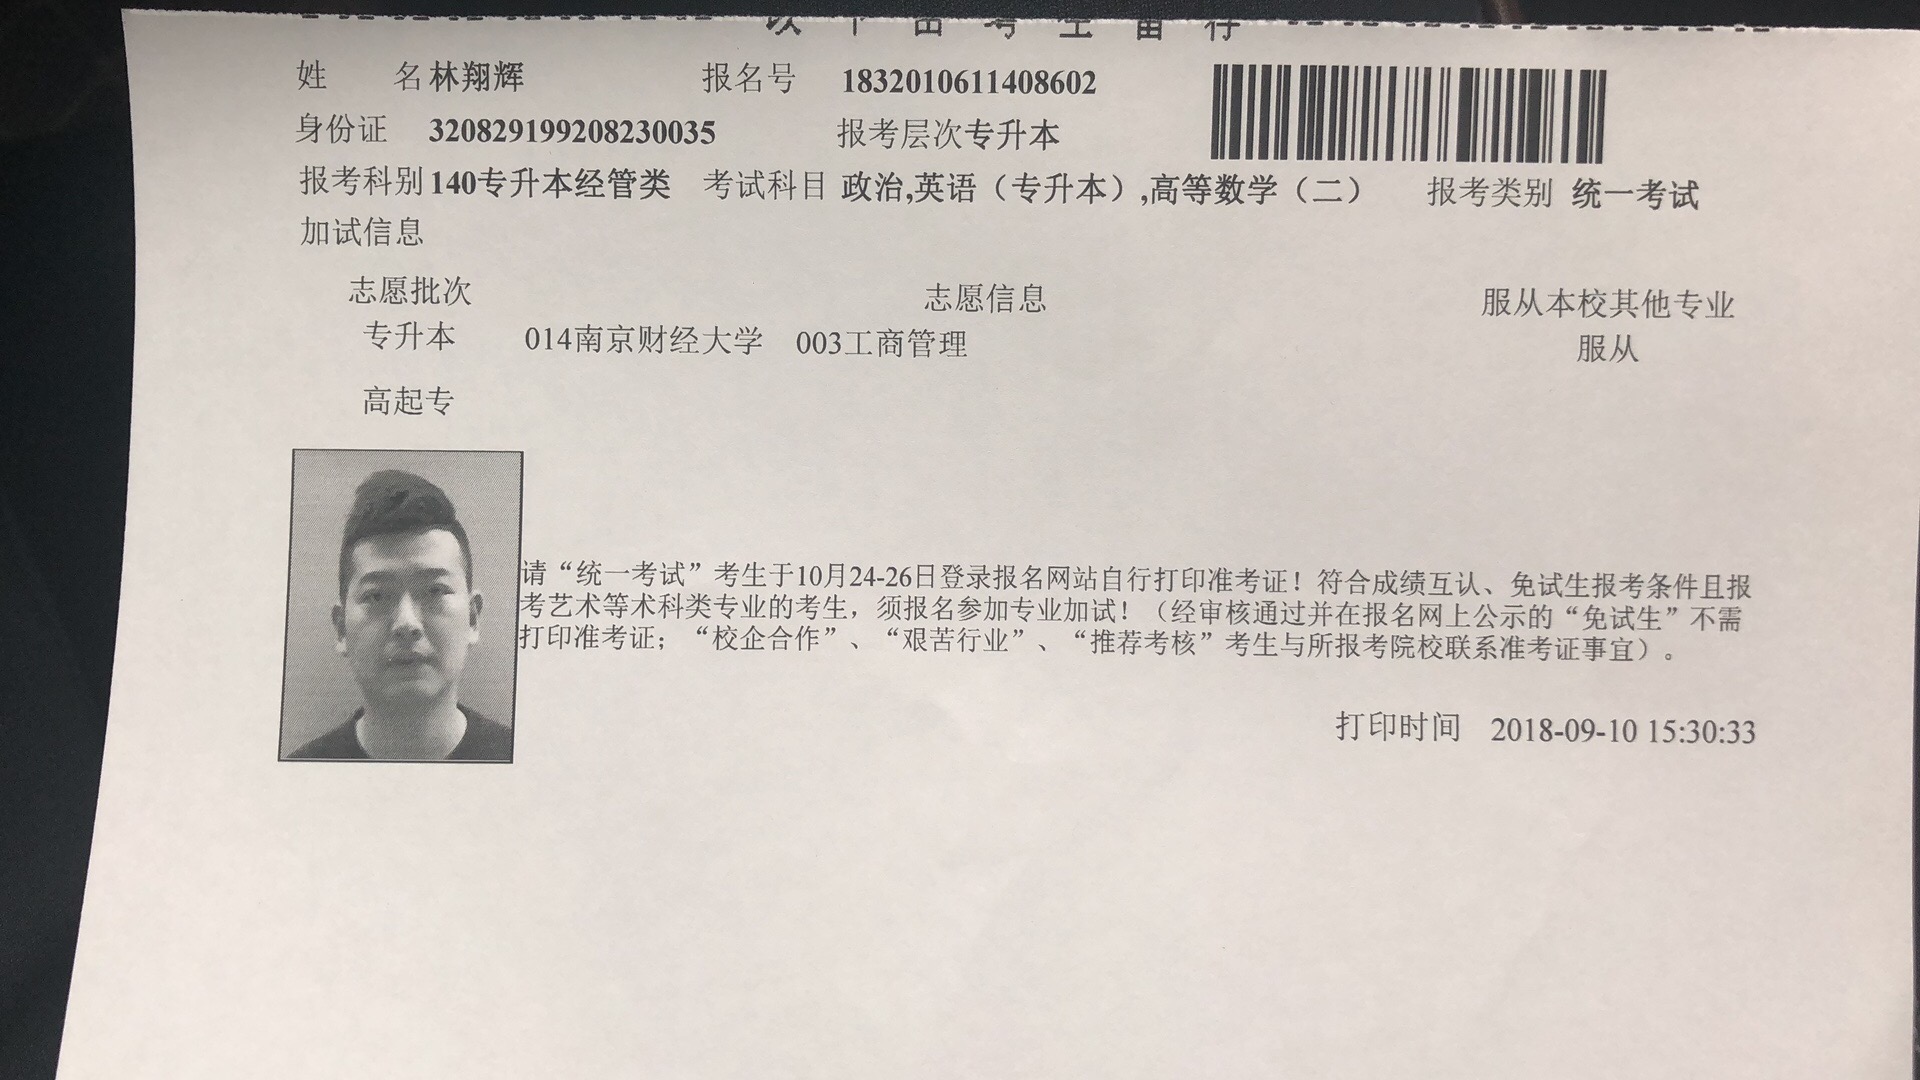 以下由考生留存
姓 名 林翔辉 报名号 1832010611408602
身份证 320829199208230035 报考层次 专升本
报考科别 140专升本经管类 考试科目 政治,英语（专升本）,高等数学（二） 报考类别 统一考试
加试信息
志愿批次 志愿信息 服从本校其他专业
专升本 014南京财经大学 003工商管理 服从
高起专
请“统一考试”考生于10月24-26日登录报名网站自行打印准考证！符合成绩互认、免试生报考条件且报
考艺术等术科类专业的考生，须报名参加专业加试！（经审核通过并在报名网上公示的“免试生”不需
打印准考证；“校企合作”、“艰苦行业”、“推荐考核”考生与所报考院校联系准考证事宜）。
打印时间 2018-09-10 15:30:33